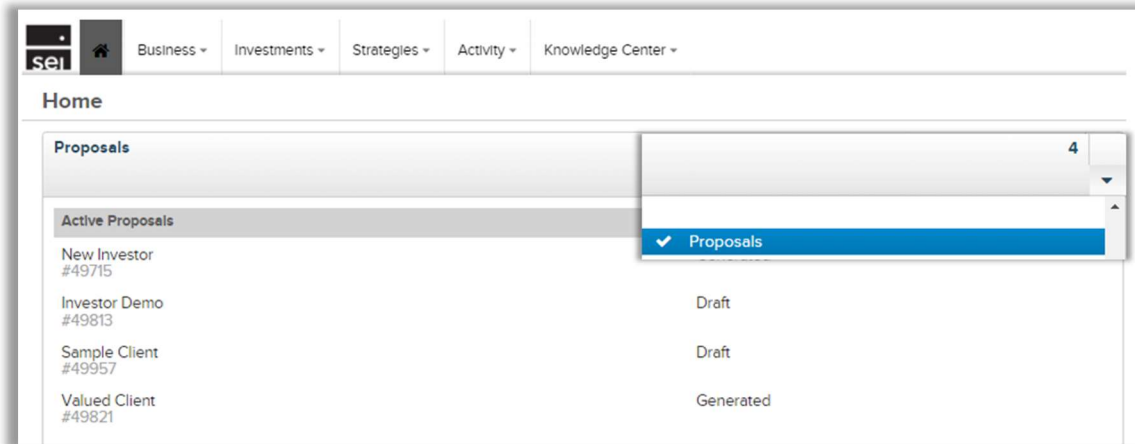 sei
Business
Investments
Strategies
Activity
Knowledge Center
Home
Proposals
4
Active Proposals
Proposals
New Investor
#49715
Investor Demo
Draft
#49813
Sample Client
Draft
#49957
Valued Client
Generated
#49821